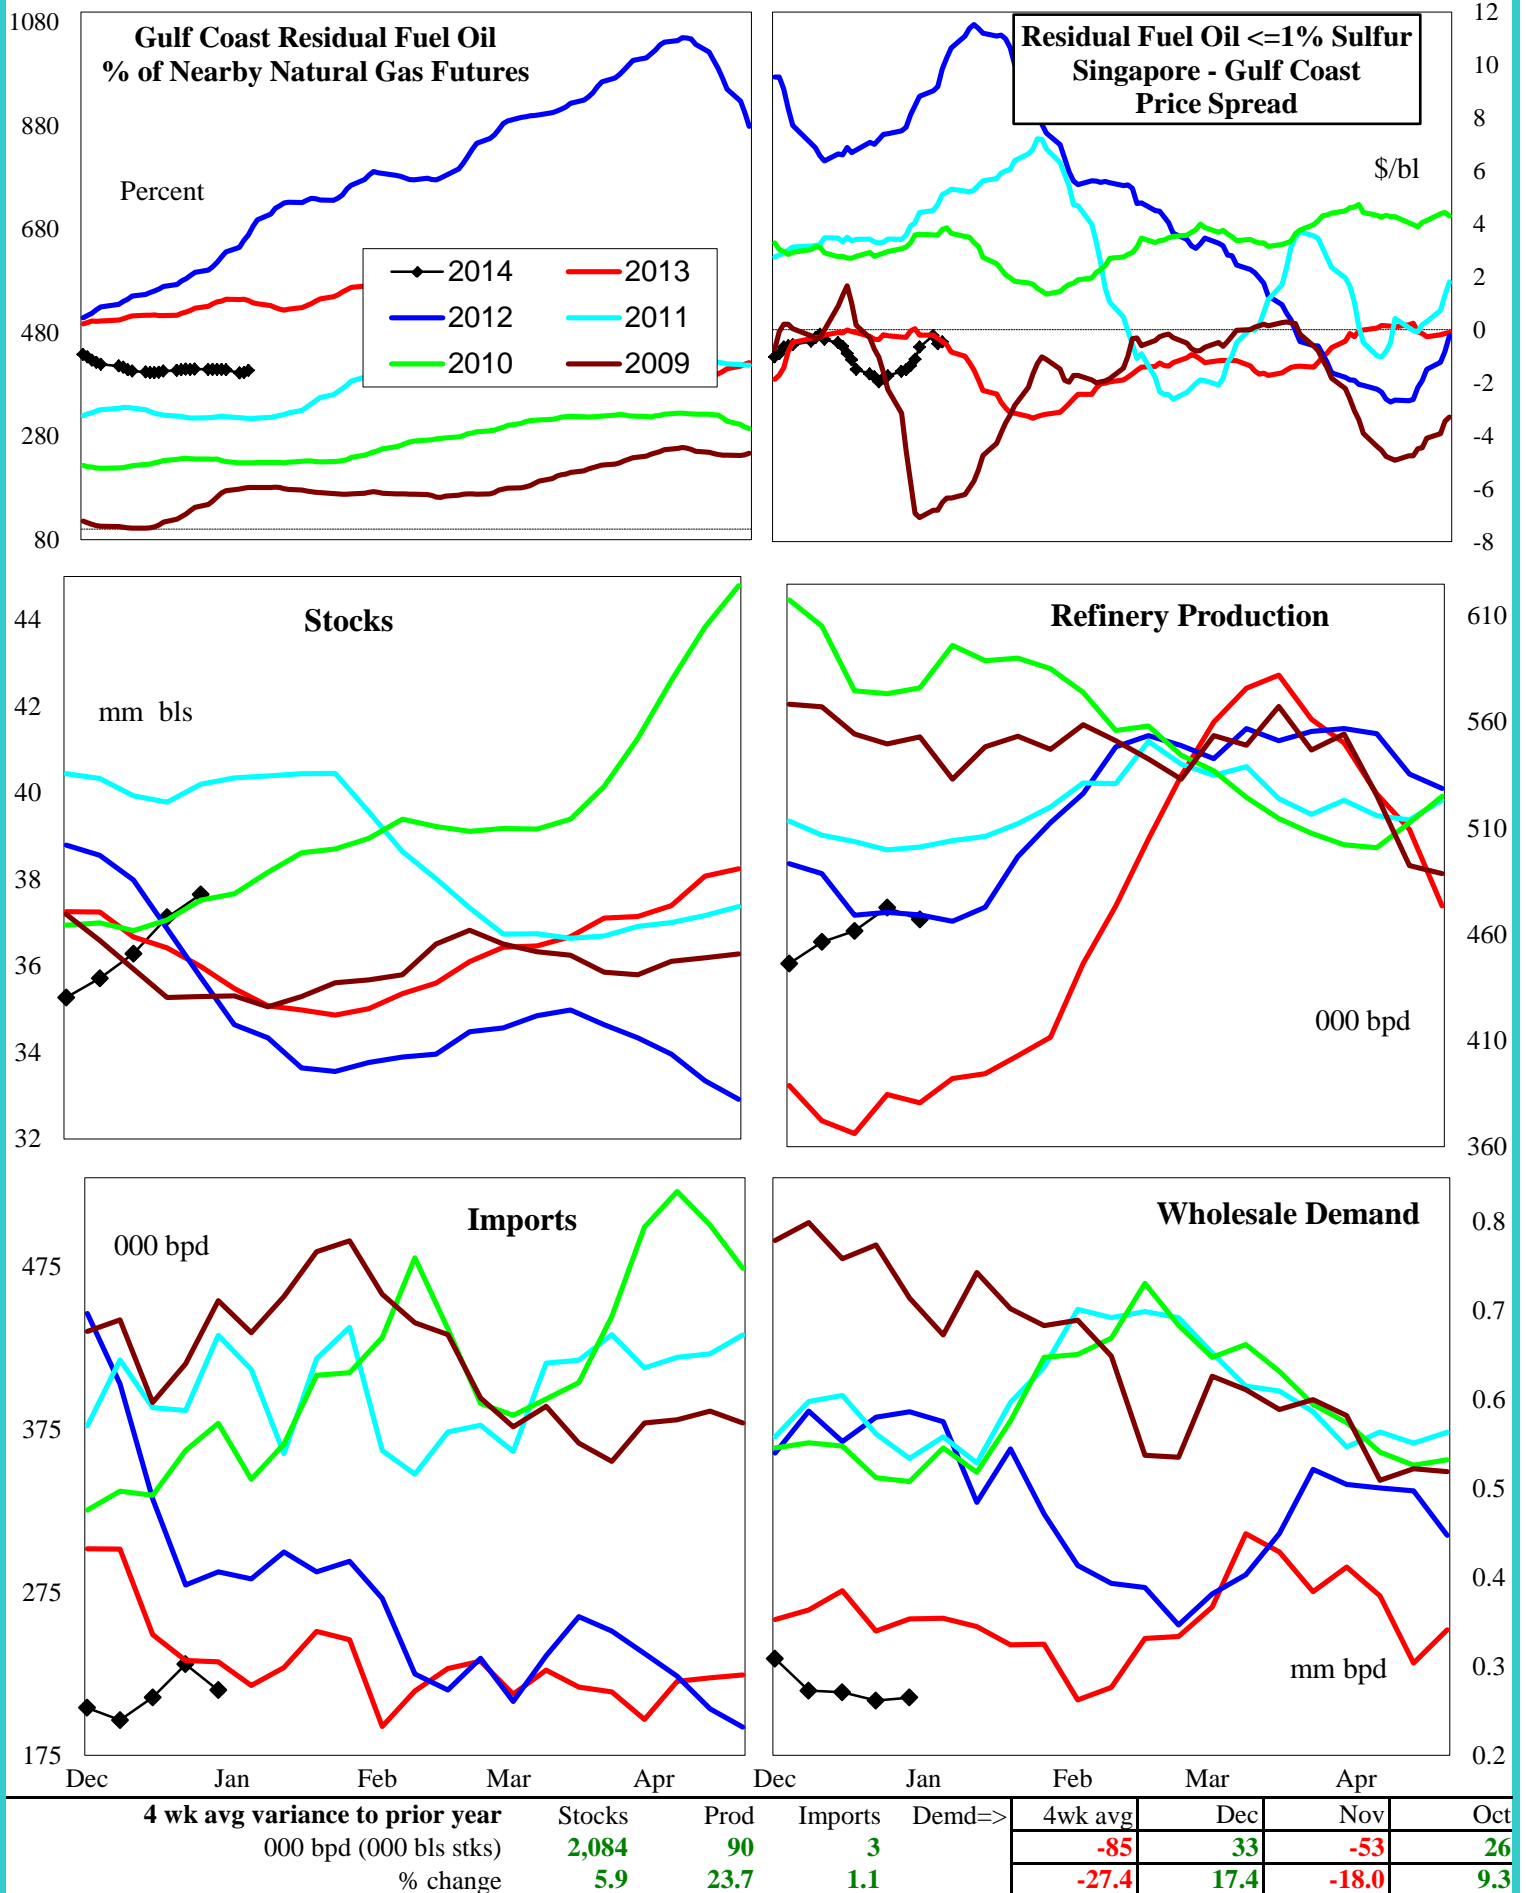 Gulf Coast Residual Fuel Oil
% of Nearby Natural Gas Futures
Percent
1080
880
680
480
280
80
2014 2013
2012 2011
2010 2009
Residual Fuel Oil <=1% Sulfur
Singapore - Gulf Coast
Price Spread
$/bl
12
10
8
6
4
2
0
-2
-4
-6
-8
Stocks
mm bls
44
42
40
38
36
34
32
Refinery Production
000 bpd
610
560
510
460
410
360
Imports
000 bpd
475
375
275
175
Dec Jan Feb Mar Apr
Wholesale Demand
mm bpd
0.8
0.7
0.6
0.5
0.4
0.3
0.2
Dec Jan Feb Mar Apr
4 wk avg variance to prior year Stocks Prod Imports Demd=> 4wk avg Dec Nov Oct
000 bpd (000 bls stks) 2,084 90 3 -85 33 -53 26
% change 5.9 23.7 1.1 -27.4 17.4 -18.0 9.3